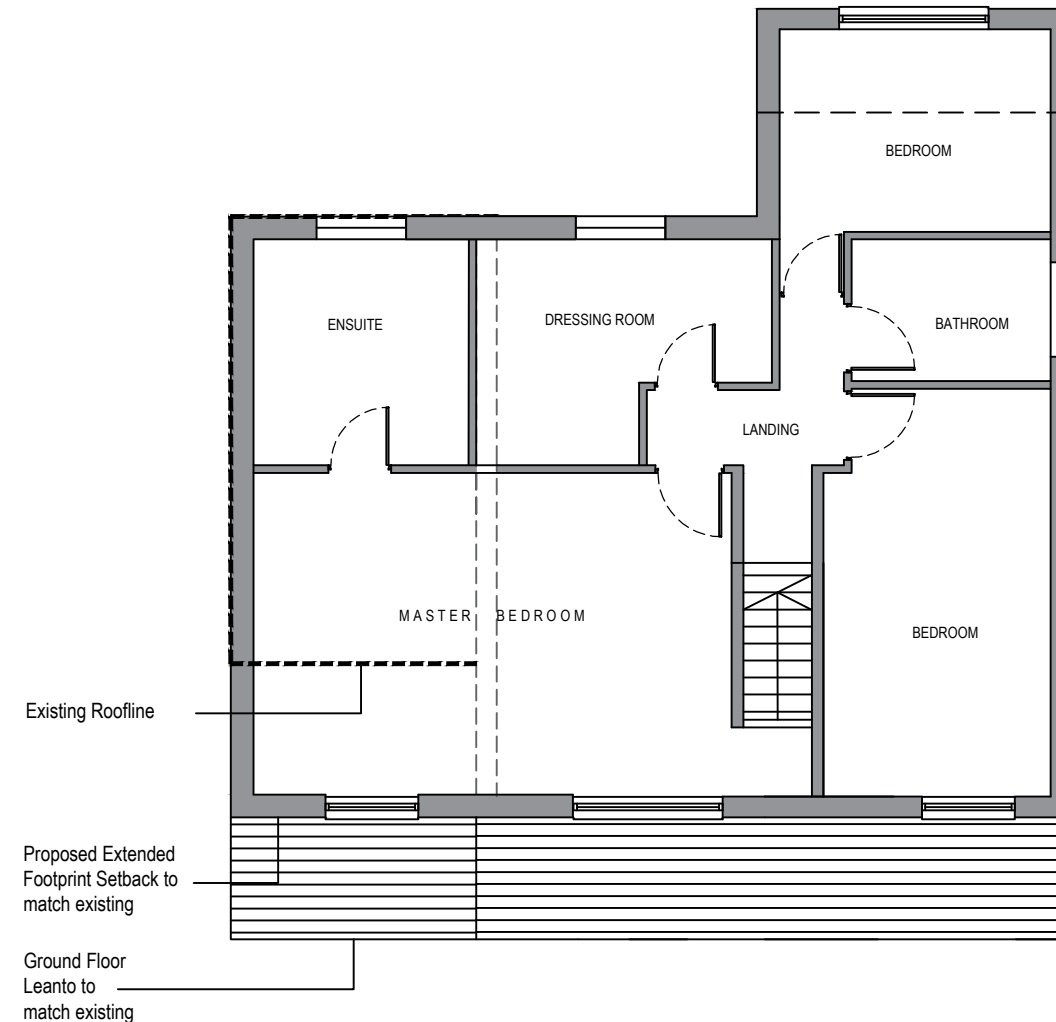 BEDROOM
ENSUITE
DRESSING ROOM
BATHROOM
LANDING
MASTER BEDROOM
BEDROOM
Existing Roofline
Proposed Extended
Footprint Setback to
match existing
Ground Floor
Leanto to
match existing